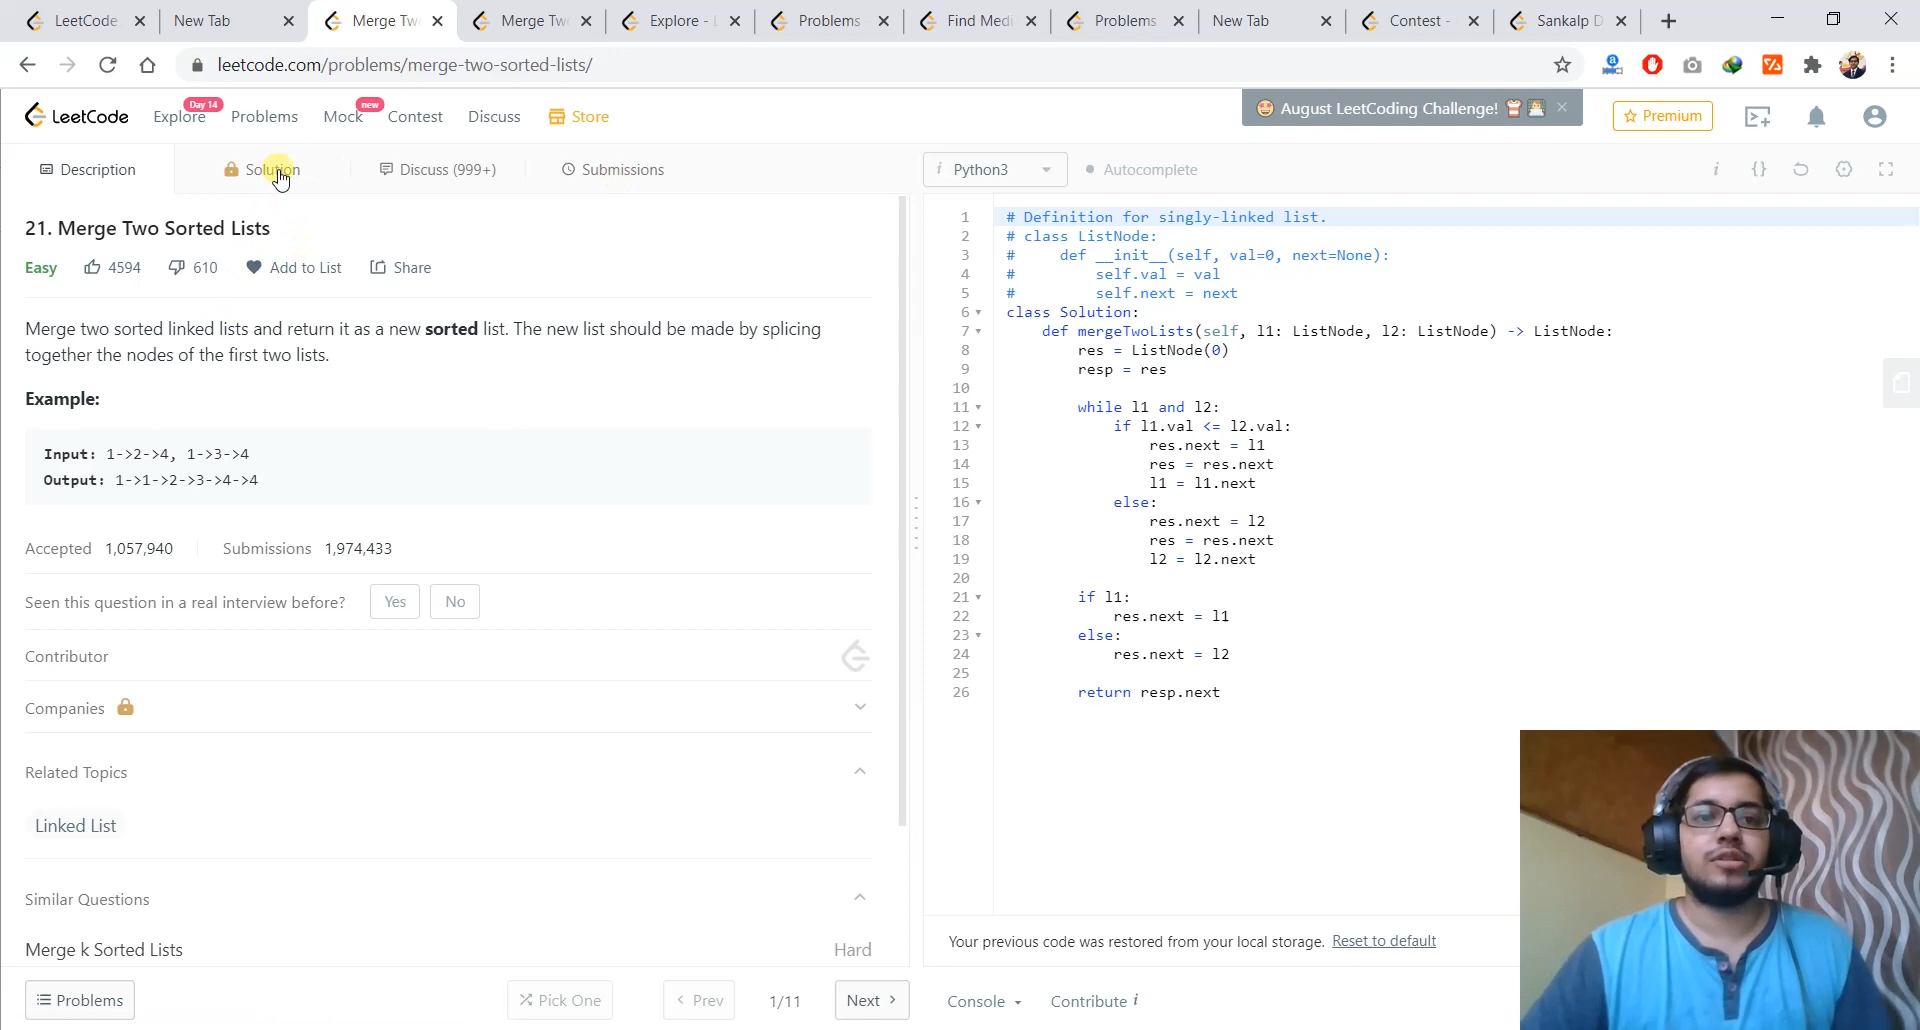 LeetCode
New Tab
Merge Tw
Merge Tw
Explore - L
Problems
Find Medi
Problems
New Tab
Contest -
Sankalp D
leetcode.com/problems/merge-two-sorted-lists/
LeetCode
Explore
Day 14
Problems
Mock
new
Contest
Discuss
Store
August LeetCoding Challenge!
Premium
Description
Solution
Discuss (999+)
Submissions
Python3
Autocomplete
21. Merge Two Sorted Lists
Easy 4594 610 Add to List Share
Merge two sorted linked lists and return it as a new sorted list. The new list should be made by splicing
together the nodes of the first two lists.
Example:
Input: 1->2->4, 1->3->4
Output: 1->1->2->3->4->4
Accepted 1,057,940 Submissions 1,974,433
Seen this question in a real interview before? Yes No
Contributor
Companies
Related Topics
Linked List
Similar Questions
Merge k Sorted Lists Hard
Problems
Pick One
< Prev
1/11
Next >
1 # Definition for singly-linked list.
2 # class ListNode:
3 #     def __init__(self, val=0, next=None):
4 #         self.val = val
5 #         self.next = next
6 class Solution:
7     def mergeTwoLists(self, l1: ListNode, l2: ListNode) -> ListNode:
8         res = ListNode(0)
9         resp = res
10
11         while l1 and l2:
12             if l1.val <= l2.val:
13                 res.next = l1
14                 res = res.next
15                 l1 = l1.next
16             else:
17                 res.next = l2
18                 res = res.next
19                 l2 = l2.next
20
21         if l1:
22             res.next = l1
23         else:
24             res.next = l2
25
26         return resp.next
Your previous code was restored from your local storage. Reset to default
Console
Contribute i